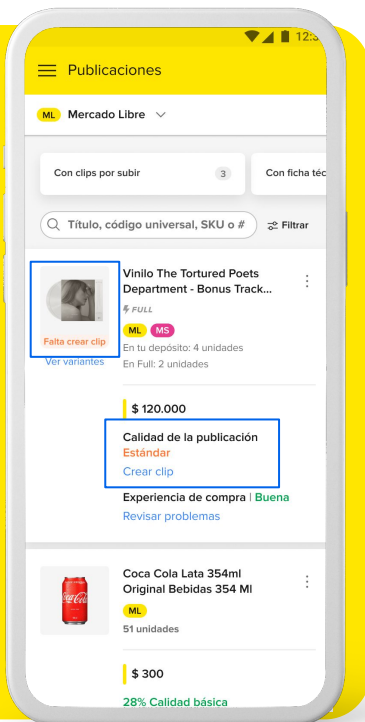 12:3
Publicaciones
ML Mercado Libre
Con clips por subir 3
Con ficha téc
Título, código universal, SKU o #
Filtrar
Vinilo The Tortured Poets
Department - Bonus Track...
FULL
ML MS
Falta crear clip
En tu depósito: 4 unidades
Ver variantes
En Full: 2 unidades
$ 120.000
Calidad de la publicación
Estándar
Crear clip
Experiencia de compra | Buena
Revisar problemas
Coca Cola Lata 354ml
Original Bebidas 354 Ml
ML
Coca-Cola
51 unidades
$ 300
28% Calidad básica